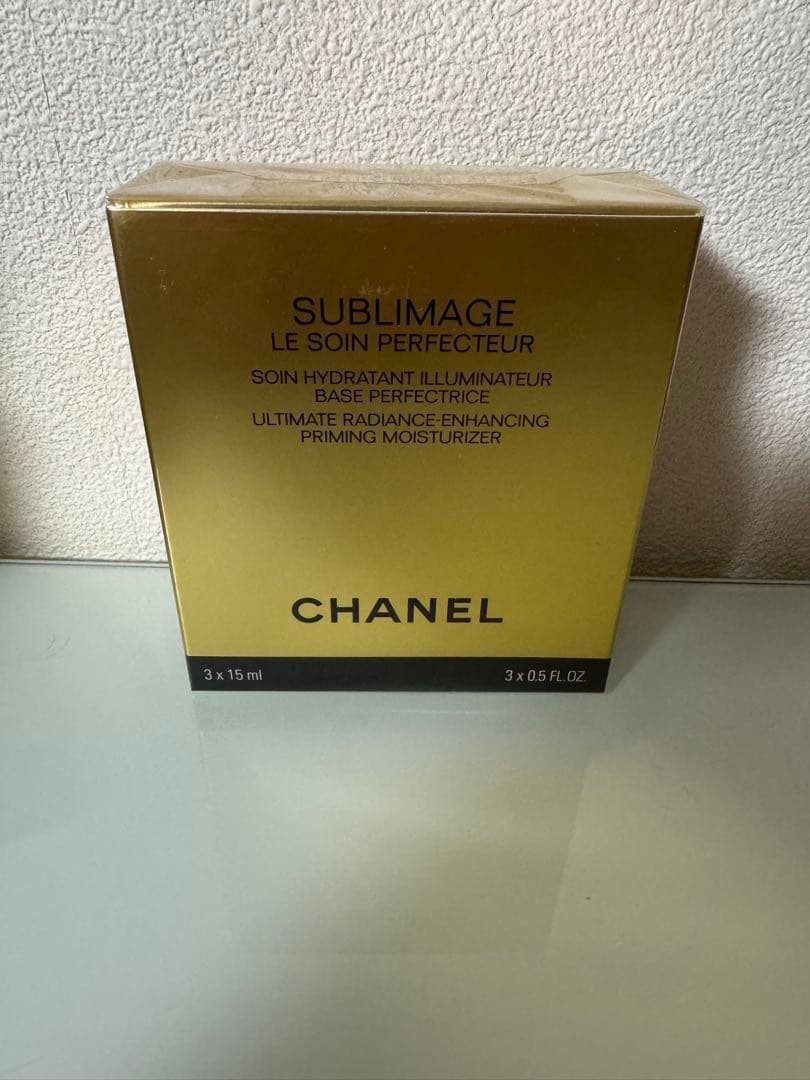 SUBLIMAGE
LE SOIN PERFECTEUR
SOIN HYDRATANT ILLUMINATEUR
BASE PERFECTRICE
ULTIMATE RADIANCE-ENHANCING
PRIMING MOISTURIZER
CHANEL
3 x 15 ml 3 x 0.5 FL.OZ.